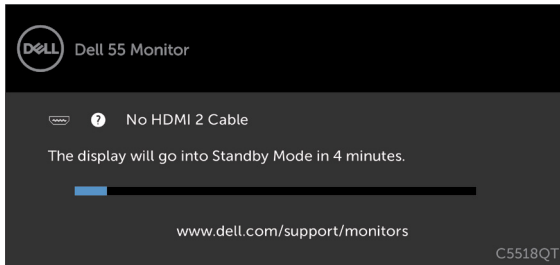 DELL Dell 55 Monitor
? No HDMI 2 Cable
The display will go into Standby Mode in 4 minutes.
www.dell.com/support/monitors
C5518QT